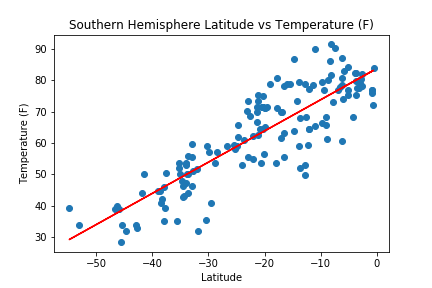 Southern Hemisphere Latitude vs Temperature (F)
90
80
70
60
50
40
30
Temperature (F)
−50 −40 −30 −20 −10 0
Latitude